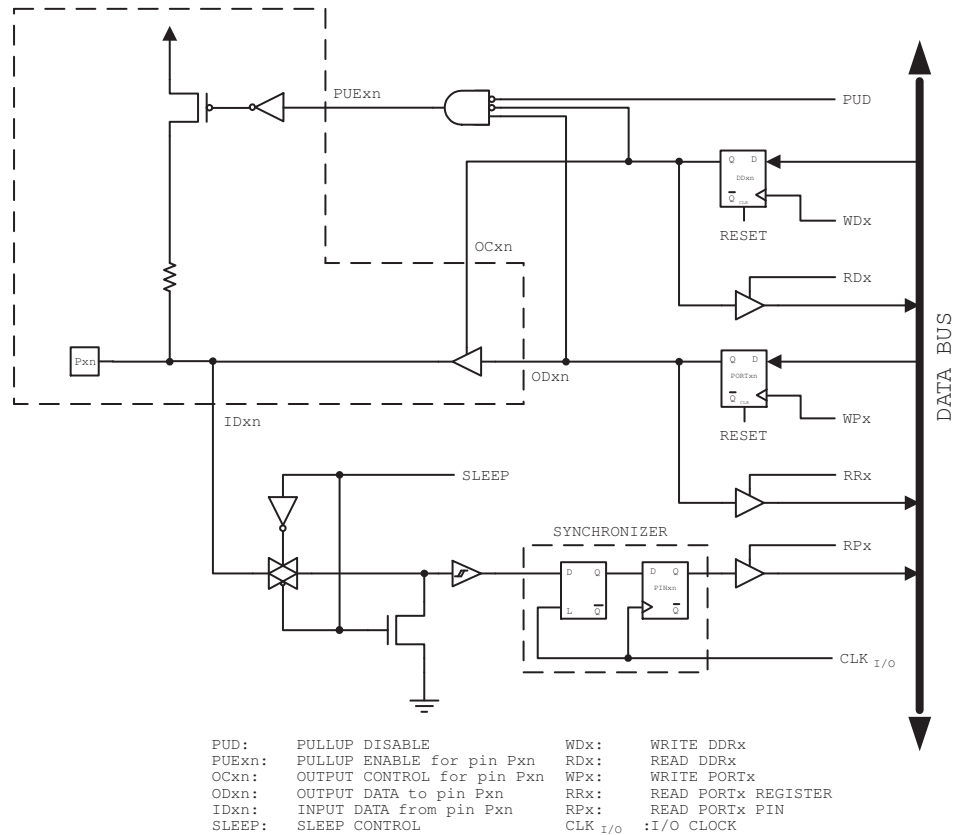 PUExn
PUD
Q D
DDxn
Q CLK
WDx
RESET
OCxn
RDx
Pxn
ODxn
Q D
PORTxn
Q CLK
WPx
RESET
DATA BUS
IDxn
SLEEP
RRx
SYNCHRONIZER
RPx
D Q
L Q
D Q
PINxn
Q
CLK I/O
PUD: PULLUP DISABLE
PUExn: PULLUP ENABLE for pin Pxn
OCxn: OUTPUT CONTROL for pin Pxn
ODxn: OUTPUT DATA to pin Pxn
IDxn: INPUT DATA from pin Pxn
SLEEP: SLEEP CONTROL
WDx: WRITE DDRx
RDx: READ DDRx
WPx: WRITE PORTx
RRx: READ PORTx REGISTER
RPx: READ PORTx PIN
CLK I/O :I/O CLOCK